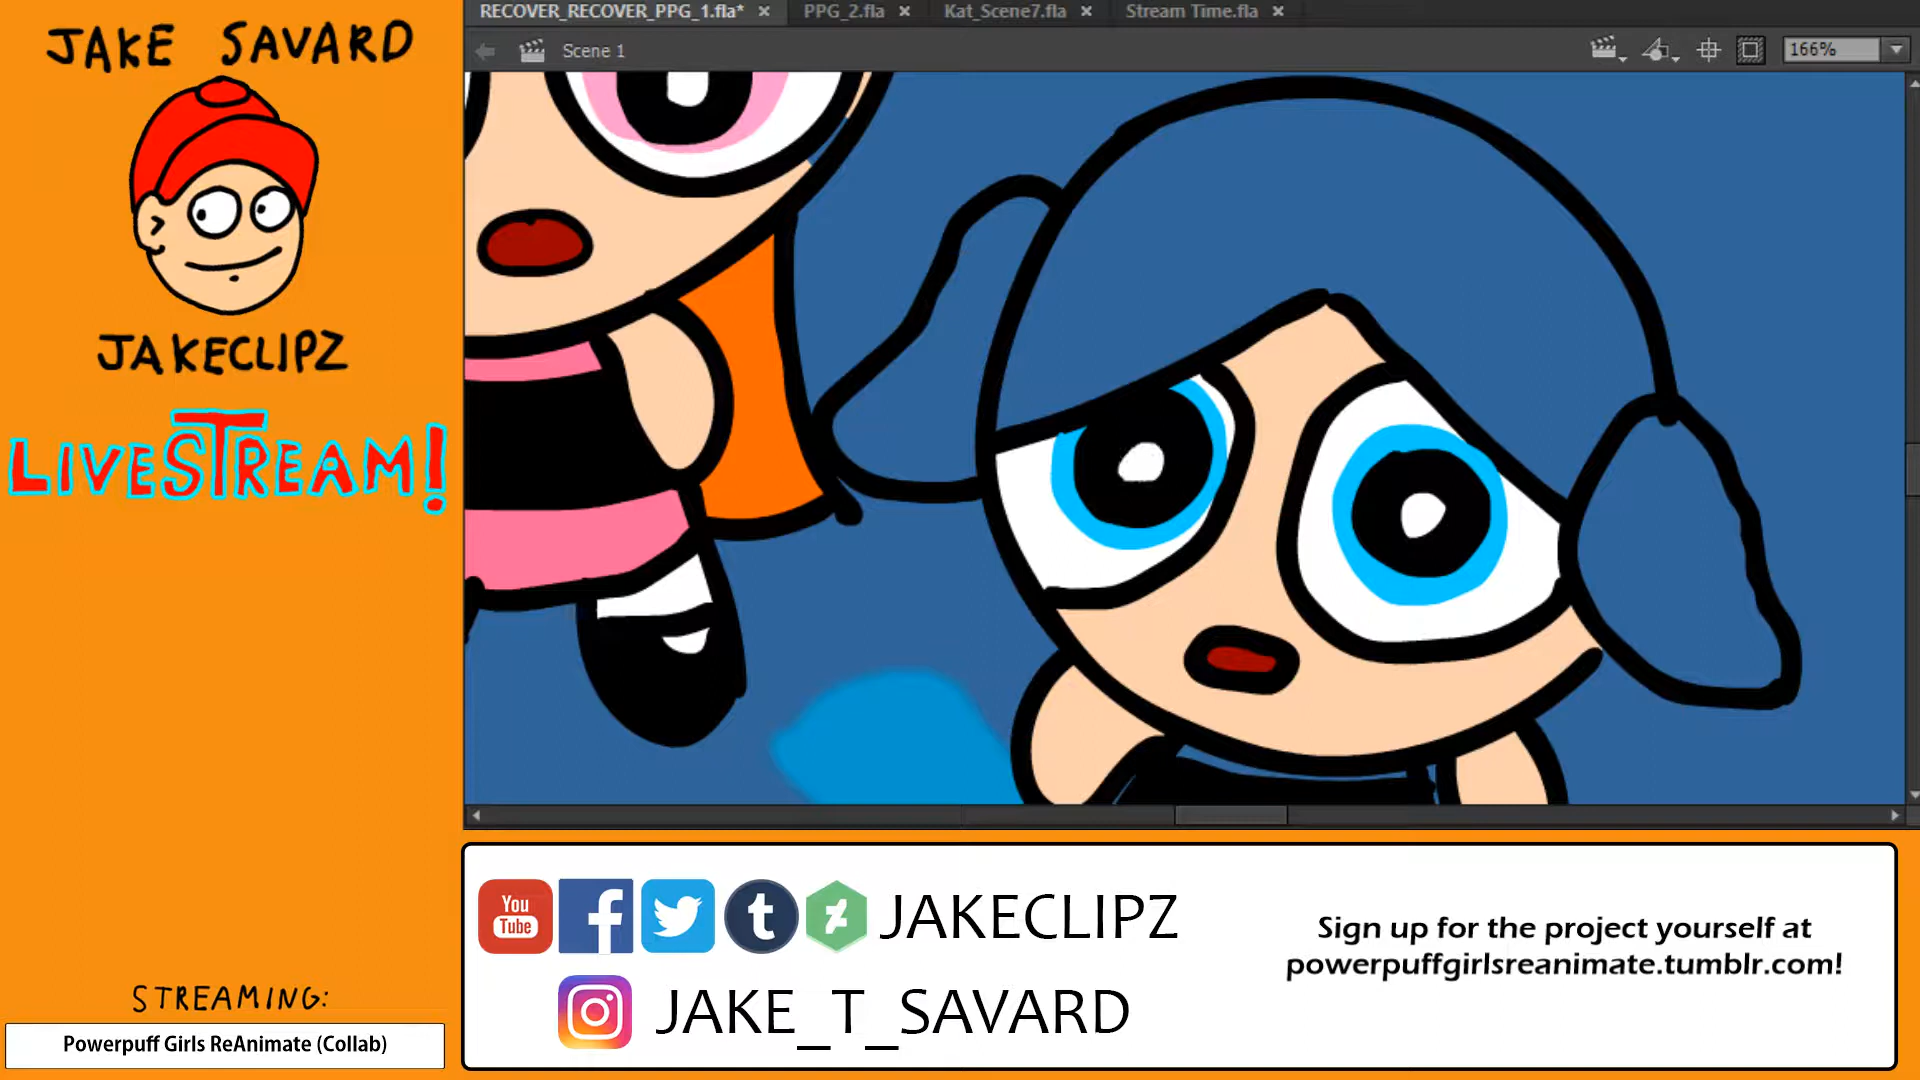 JAKE SAVARD
JAKECLIPZ
LIVESTREAM!
STREAMING:
Powerpuff Girls ReAnimate (Collab)
RECOVER_RECOVER_PPG_1.fla*
PPG_2.fla
Kat_Scene7.fla
Stream Time.fla
Scene 1
166%
You
Tube
JAKECLIPZ
JAKE_T_SAVARD
Sign up for the project yourself at
powerpuffgirlsreanimate.tumblr.com!